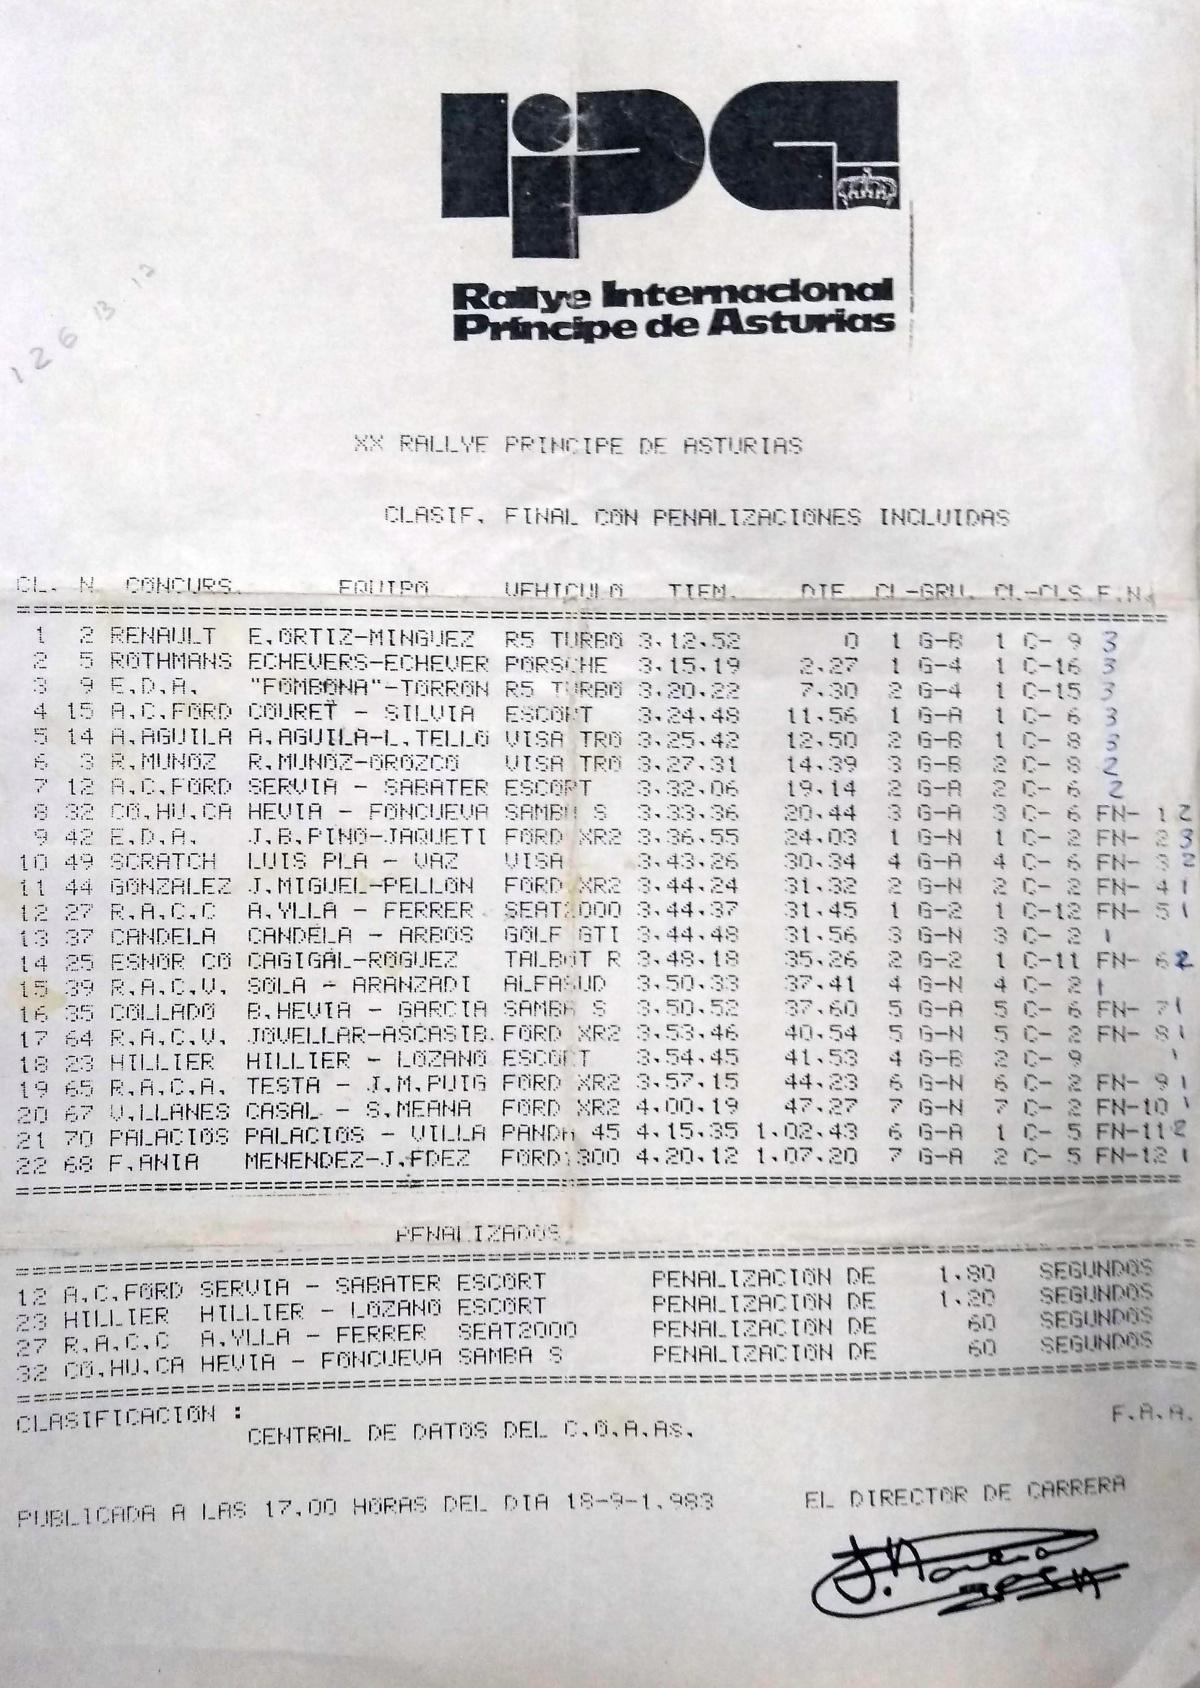 ripa
Rallye Internacional
Príncipe de Asturias
1 2 6 13 12
XX RALLYE PRINCIPE DE ASTURIAS
CLASIF. FINAL CON PENALIZACIONES INCLUIDAS
CL. N. CONCURS. EQUIPO VEHICULO TIEM. DIF. CL-GRU. CL.-CLS F.N.
1 2 RENAULT E.ORTIZ-MINGUEZ R5 TURBO 3.12.52 0 1 G-B 1 C- 9 3
2 5 ROTHMANS ECHEVERS-ECHEVER PORSCHE 3.15.19 2.27 1 G-4 1 C-16 3
3 9 E.D.A. "FOMBONA"-TORRON R5 TURBO 3.20.22 7.30 2 G-4 1 C-15 3
4 15 A.C.FORD COURET - SILVIA ESCORT 3.24.48 11.56 1 G-A 1 C- 6 3
5 14 A.AGUILA A.AGUILA-L.TELLO VISA TRO 3.25.42 12.50 2 G-B 1 C- 8 3
6 3 R.MUNOZ R.MUNOZ-OROZCO VISA TRO 3.27.31 14.39 3 G-B 2 C- 8 2
7 12 A.C.FORD SERVIA - SABATER ESCORT 3.32.06 19.14 2 G-A 2 C- 6 2
8 32 CO.HU.CA HEVIA - FONCUEVA SAMBA S 3.33.36 20.44 3 G-A 3 C- 6 FN- 1 2
9 42 E.D.A. J.B.PINO-JAQUETI FORD XR2 3.36.55 24.03 1 G-N 1 C- 2 FN- 2 3
10 49 SCRATCH LUIS PLA - VAZ VISA 3.43.26 30.34 4 G-A 4 C- 6 FN- 3 2
11 44 GONZALEZ J.MIGUEL-PELLON FORD XR2 3.44.24 31.32 2 G-N 2 C- 2 FN- 4 1
12 27 R.A.C.C A.YLLA - FERRER SEAT2000 3.44.37 31.45 1 G-2 1 C-12 FN- 5 1
13 37 CANDELA CANDELA - ARBOS GOLF GTI 3.44.48 31.56 3 G-N 3 C- 2 1
14 25 ESNOR CO CAGIGAL-ROGUEZ TALBOT R 3.48.18 35.26 2 G-2 1 C-11 FN- 6 2
15 39 R.A.C.V. SOLA - ARANZADI ALFASUD 3.50.33 37.41 4 G-N 4 C- 2 1
16 35 COLLADO B.HEVIA - GARCIA SAMBA S 3.50.52 37.60 5 G-A 5 C- 6 FN- 7 1
17 64 R.A.C.V. JOVELLAR-ASCASIB. FORD XR2 3.53.46 40.54 5 G-N 5 C- 2 FN- 8 1
18 23 HILLIER HILLIER - LOZANO ESCORT 3.54.45 41.53 4 G-B 2 C- 9 1
19 65 R.A.C.A. TESTA - J.M.PUIG FORD XR2 3.57.15 44.23 6 G-N 6 C- 2 FN- 9 1
20 67 V.LLANES CASAL - S.MEANA FORD XR2 4.00.19 47.27 7 G-N 7 C- 2 FN-10 1
21 70 PALACIOS PALACIOS - VILLA PANDA 45 4.15.35 1.02.43 6 G-A 1 C- 5 FN-11 2
22 68 F.ANIA MENENDEZ-J.FDEZ FORD1300 4.20.12 1.07.20 7 G-A 2 C- 5 FN-12 1
PENALIZADOS
12 A.C.FORD SERVIA - SABATER ESCORT PENALIZACION DE 1.80 SEGUNDOS
23 HILLIER HILLIER - LOZANO ESCORT PENALIZACION DE 1.20 SEGUNDOS
27 R.A.C.C A.YLLA - FERRER SEAT2000 PENALIZACION DE 60 SEGUNDOS
32 CO.HU.CA HEVIA - FONCUEVA SAMBA S PENALIZACION DE 60 SEGUNDOS
CLASIFICACION : F.A.A.
CENTRAL DE DATOS DEL C.O.A.As.
PUBLICADA A LAS 17.00 HORAS DEL DIA 18-9-1.983 EL DIRECTOR DE CARRERA